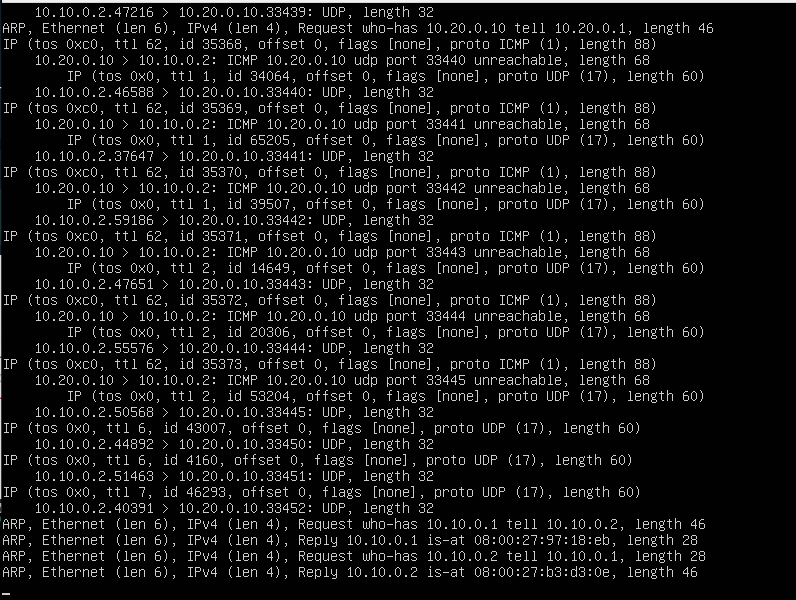 10.10.0.2.47216 > 10.20.0.10.33439: UDP, length 32
ARP, Ethernet (len 6), IPv4 (len 4), Request who-has 10.20.0.10 tell 10.20.0.1, length 46
IP (tos 0xc0, ttl 62, id 35368, offset 0, flags [none], proto ICMP (1), length 88)
10.20.0.10 > 10.10.0.2: ICMP 10.20.0.10 udp port 33440 unreachable, length 68
IP (tos 0x0, ttl 1, id 34064, offset 0, flags [none], proto UDP (17), length 60)
10.10.0.2.46588 > 10.20.0.10.33440: UDP, length 32
IP (tos 0xc0, ttl 62, id 35369, offset 0, flags [none], proto ICMP (1), length 88)
10.20.0.10 > 10.10.0.2: ICMP 10.20.0.10 udp port 33441 unreachable, length 68
IP (tos 0x0, ttl 1, id 65205, offset 0, flags [none], proto UDP (17), length 60)
10.10.0.2.37647 > 10.20.0.10.33441: UDP, length 32
IP (tos 0xc0, ttl 62, id 35370, offset 0, flags [none], proto ICMP (1), length 88)
10.20.0.10 > 10.10.0.2: ICMP 10.20.0.10 udp port 33442 unreachable, length 68
IP (tos 0x0, ttl 1, id 39507, offset 0, flags [none], proto UDP (17), length 60)
10.10.0.2.59186 > 10.20.0.10.33442: UDP, length 32
IP (tos 0xc0, ttl 62, id 35371, offset 0, flags [none], proto ICMP (1), length 88)
10.20.0.10 > 10.10.0.2: ICMP 10.20.0.10 udp port 33443 unreachable, length 68
IP (tos 0x0, ttl 2, id 14649, offset 0, flags [none], proto UDP (17), length 60)
10.10.0.2.47651 > 10.20.0.10.33443: UDP, length 32
IP (tos 0xc0, ttl 62, id 35372, offset 0, flags [none], proto ICMP (1), length 88)
10.20.0.10 > 10.10.0.2: ICMP 10.20.0.10 udp port 33444 unreachable, length 68
IP (tos 0x0, ttl 2, id 20306, offset 0, flags [none], proto UDP (17), length 60)
10.10.0.2.55576 > 10.20.0.10.33444: UDP, length 32
IP (tos 0xc0, ttl 62, id 35373, offset 0, flags [none], proto ICMP (1), length 88)
10.20.0.10 > 10.10.0.2: ICMP 10.20.0.10 udp port 33445 unreachable, length 68
IP (tos 0x0, ttl 2, id 53204, offset 0, flags [none], proto UDP (17), length 60)
10.10.0.2.50568 > 10.20.0.10.33445: UDP, length 32
IP (tos 0x0, ttl 6, id 43007, offset 0, flags [none], proto UDP (17), length 60)
10.10.0.2.44892 > 10.20.0.10.33450: UDP, length 32
IP (tos 0x0, ttl 6, id 4160, offset 0, flags [none], proto UDP (17), length 60)
10.10.0.2.51463 > 10.20.0.10.33451: UDP, length 32
IP (tos 0x0, ttl 7, id 46293, offset 0, flags [none], proto UDP (17), length 60)
10.10.0.2.40391 > 10.20.0.10.33452: UDP, length 32
ARP, Ethernet (len 6), IPv4 (len 4), Request who-has 10.10.0.1 tell 10.10.0.2, length 46
ARP, Ethernet (len 6), IPv4 (len 4), Reply 10.10.0.1 is-at 08:00:27:97:18:eb, length 28
ARP, Ethernet (len 6), IPv4 (len 4), Request who-has 10.10.0.2 tell 10.10.0.1, length 28
ARP, Ethernet (len 6), IPv4 (len 4), Reply 10.10.0.2 is-at 08:00:27:b3:d3:0e, length 46